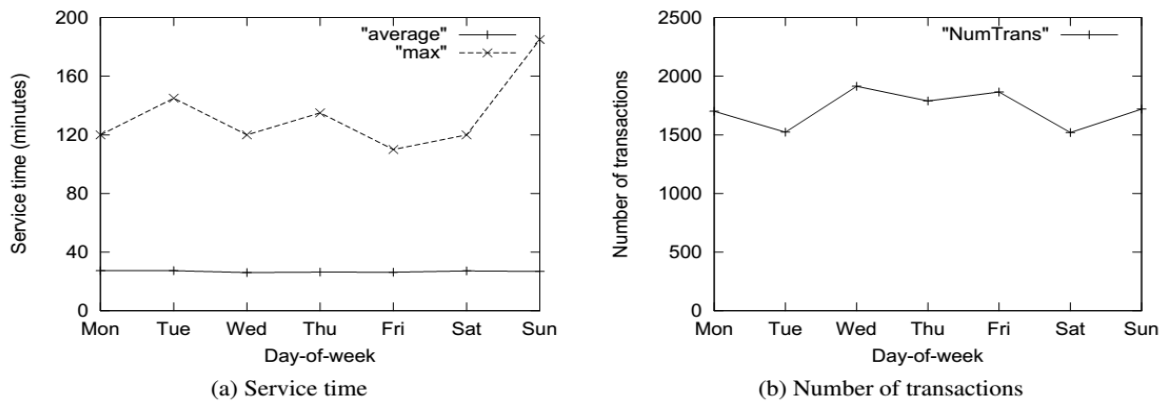 200
160
120
80
40
0
Service time (minutes)
"average"
"max"
Mon Tue Wed Thu Fri Sat Sun
Day-of-week
(a) Service time
2500
2000
1500
1000
500
0
Number of transactions
"NumTrans"
Mon Tue Wed Thu Fri Sat Sun
Day-of-week
(b) Number of transactions